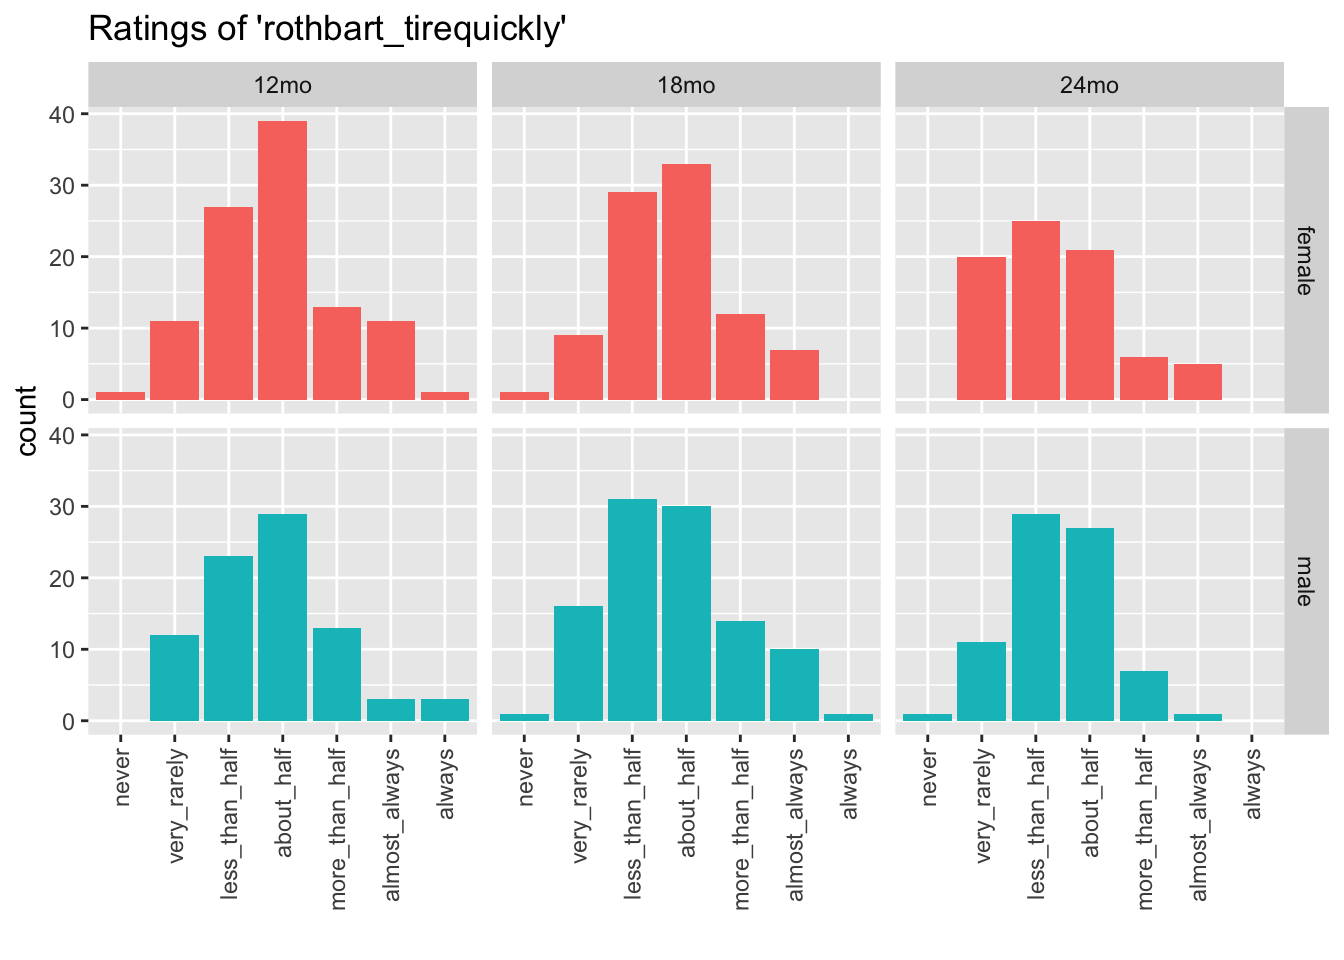 Ratings of 'rothbart_tirequickly'
12mo 18mo 24mo
40
30
20
10
0
female
count
40
30
20
10
0
male
never very_rarely less_than_half about_half more_than_half almost_always always
never very_rarely less_than_half about_half more_than_half almost_always always
never very_rarely less_than_half about_half more_than_half almost_always always